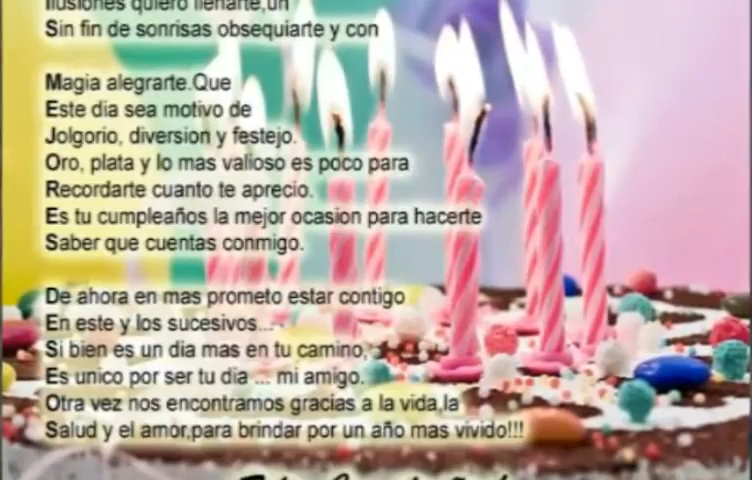 Ilusiones quiero llenarte,un
Sin fin de sonrisas obsequiarte y con
Magia alegrarte.Que
Este dia sea motivo de
Jolgorio, diversion y festejo.
Oro, plata y lo mas valioso es poco para
Recordarte cuanto te aprecio.
Es tu cumpleaños la mejor ocasion para hacerte
Saber que cuentas conmigo.
De ahora en mas prometo estar contigo
En este y los sucesivos...
Si bien es un dia mas en tu camino,
Es unico por ser tu dia ... mi amigo.
Otra vez nos encontramos gracias a la vida,la
Salud y el amor,para brindar por un año mas vivido!!!